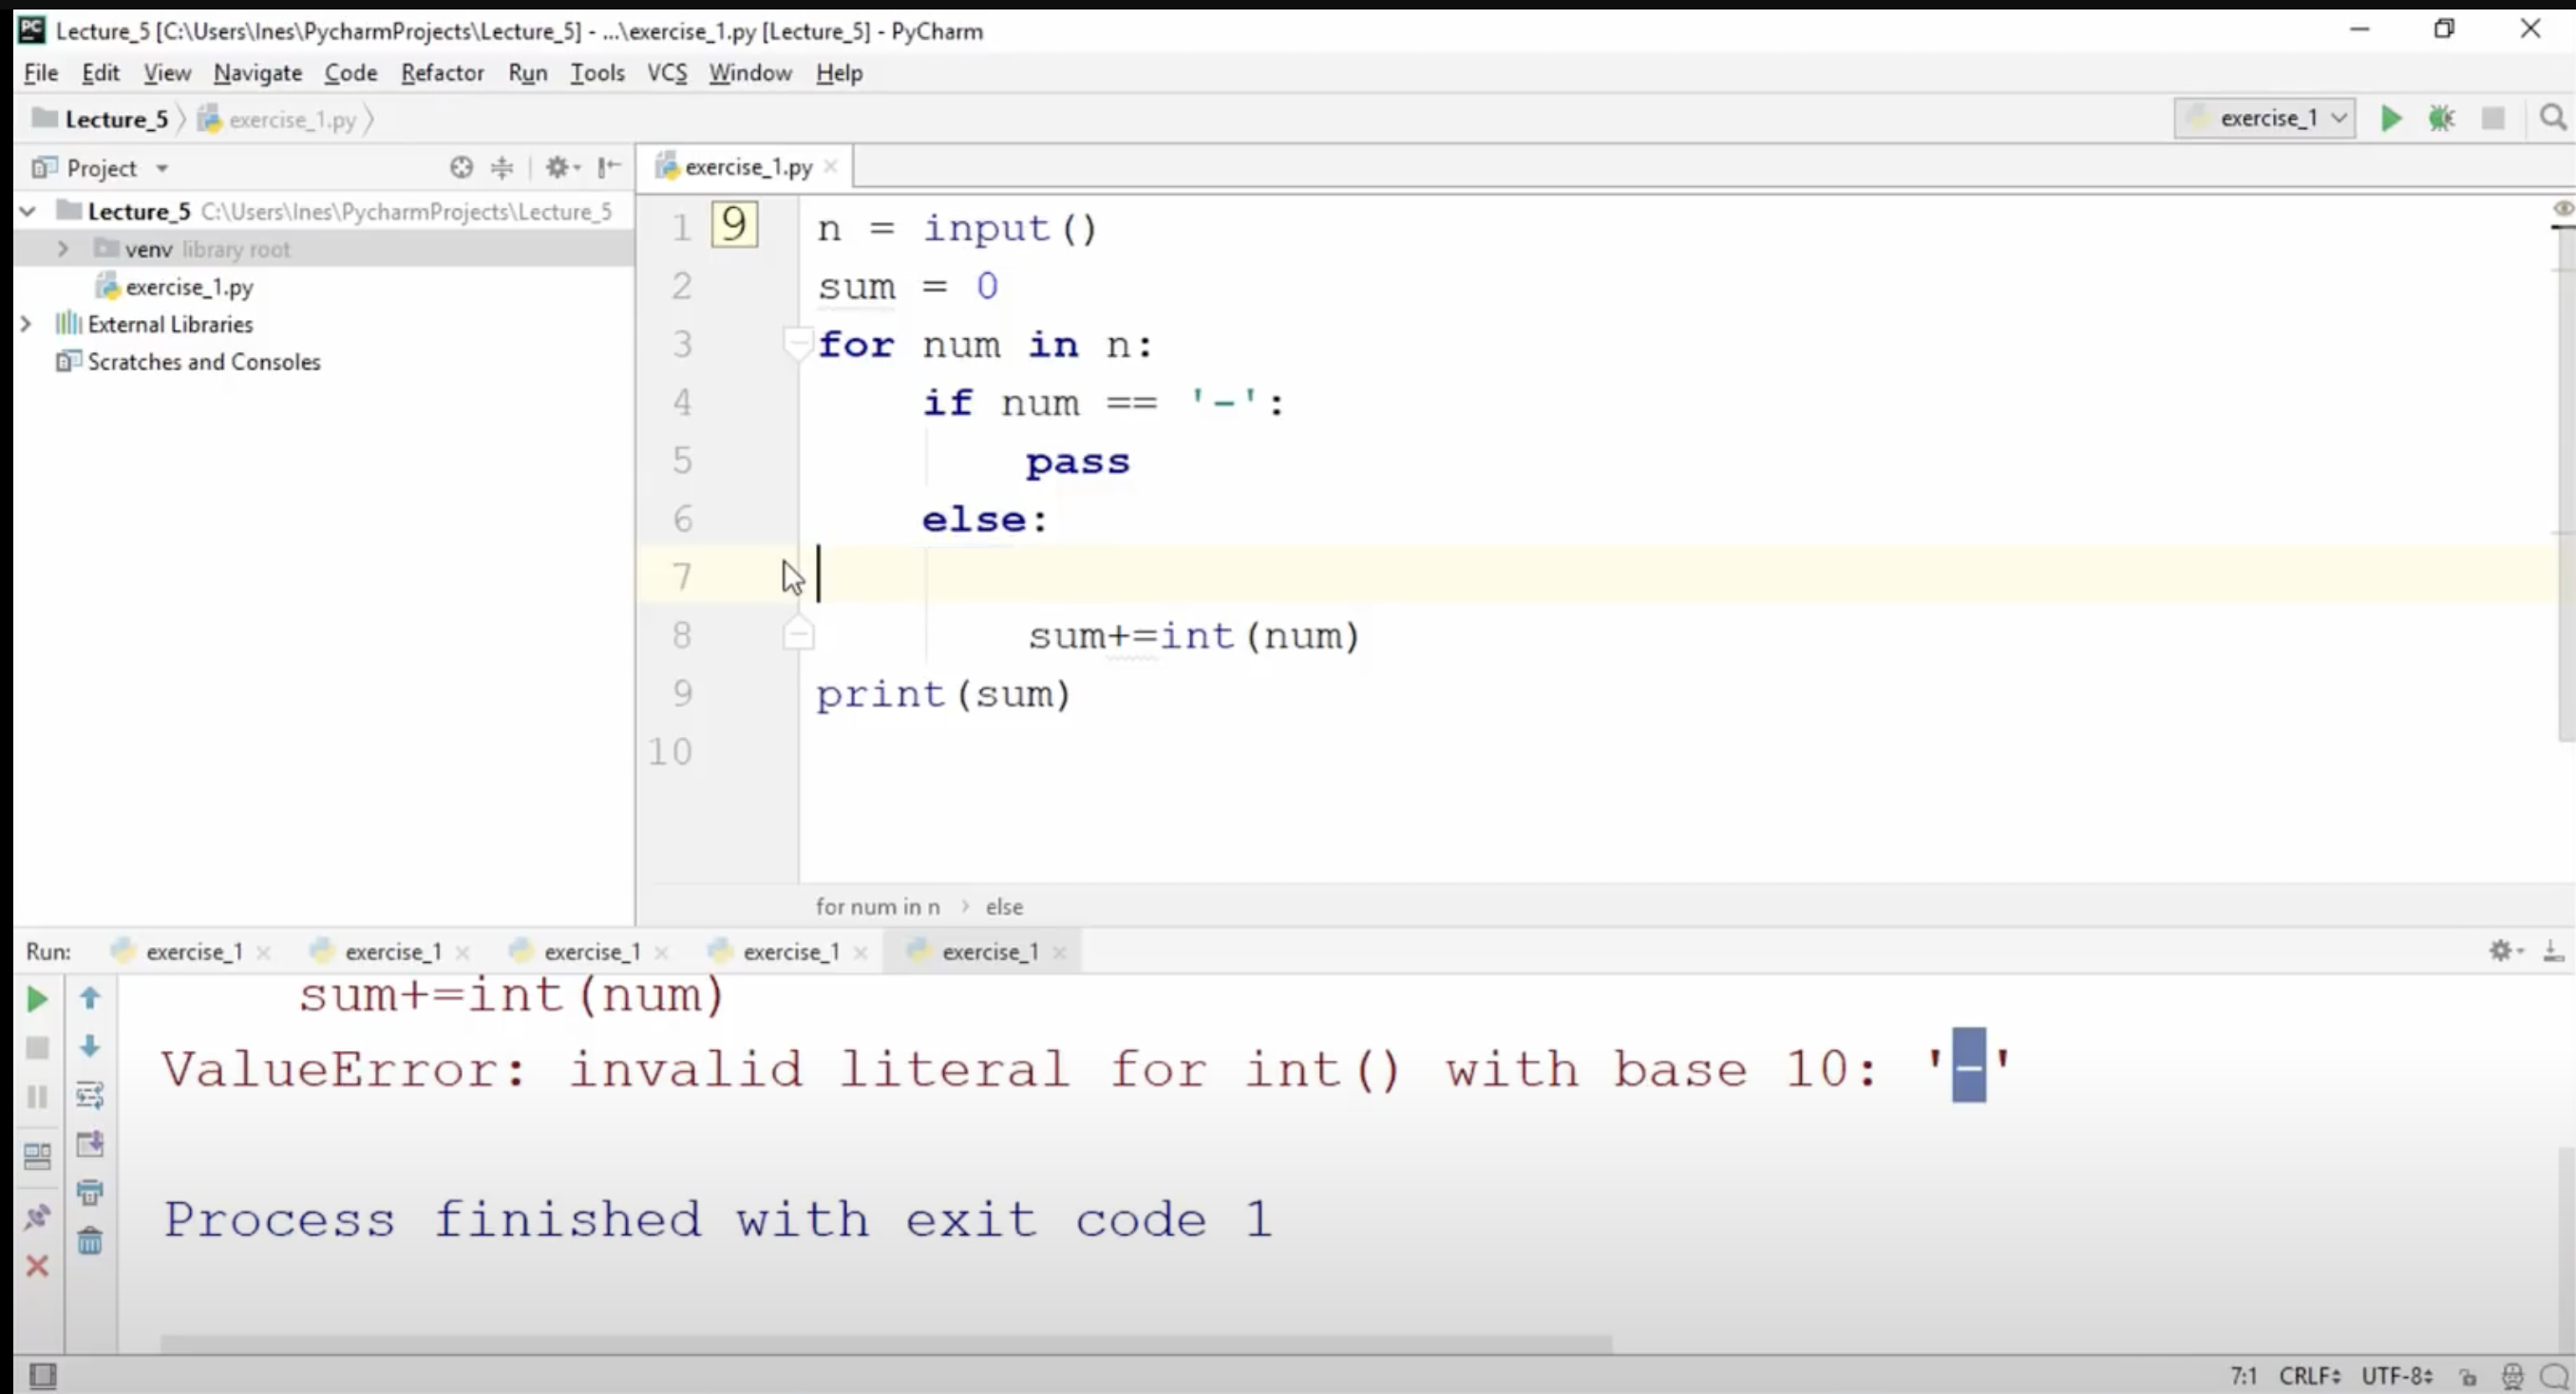 Lecture_5 [C:\Users\Ines\PycharmProjects\Lecture_5] - ...\exercise_1.py [Lecture_5] - PyCharm
File Edit View Navigate Code Refactor Run Tools VCS Window Help
Lecture_5 exercise_1.py exercise_1
Project exercise_1.py
Lecture_5 C:\Users\Ines\PycharmProjects\Lecture_5
venv library root
exercise_1.py
External Libraries
Scratches and Consoles
9
1 n = input()
2 sum = 0
3 for num in n:
4     if num == '-':
5         pass
6     else:
7
8         sum+=int(num)
9 print(sum)
10
for num in n > else
Run: exercise_1 exercise_1 exercise_1 exercise_1 exercise_1
sum+=int(num)
ValueError: invalid literal for int() with base 10: '-'
Process finished with exit code 1
7:1 CRLF UTF-8